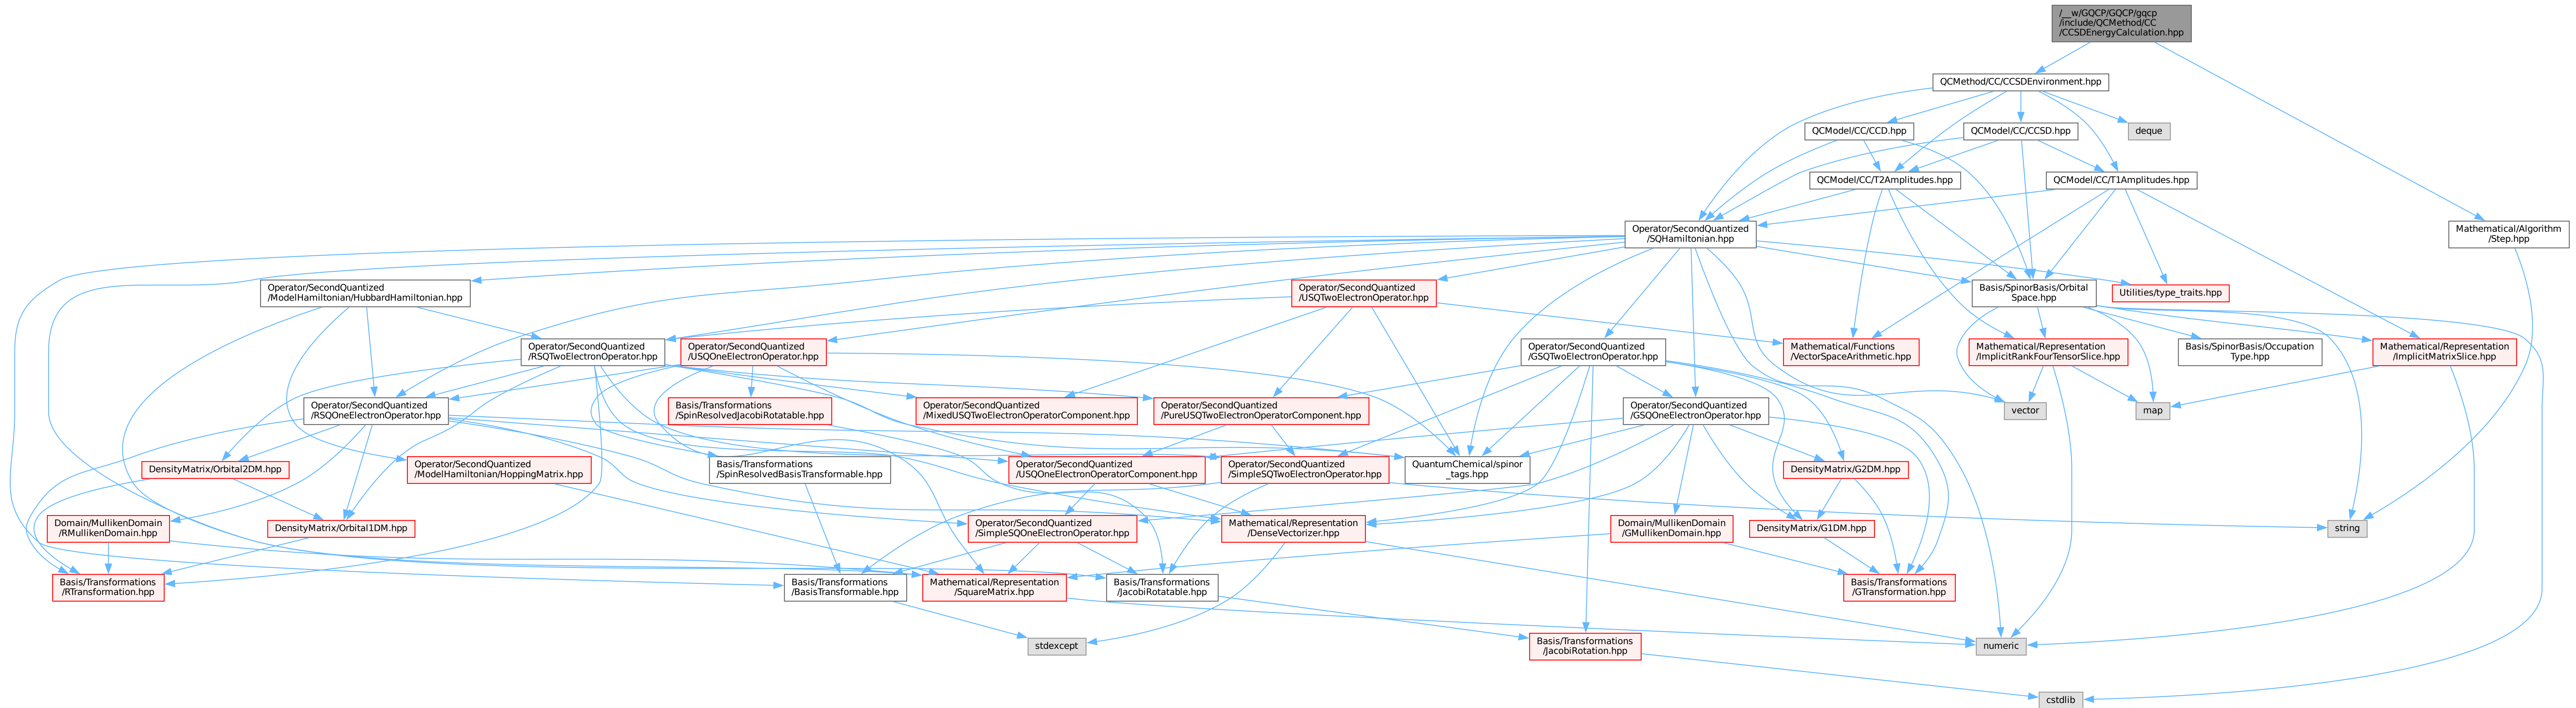 /__w/GQCP/GQCP/gqcp
/include/QCMethod/CC
/CCSDEnergyCalculation.hpp
QCMethod/CC/CCSDEnvironment.hpp
QCModel/CC/CCD.hpp
QCModel/CC/CCSD.hpp
deque
QCModel/CC/T2Amplitudes.hpp
QCModel/CC/T1Amplitudes.hpp
Operator/SecondQuantized
/SQHamiltonian.hpp
Mathematical/Algorithm
/Step.hpp
Operator/SecondQuantized
/ModelHamiltonian/HubbardHamiltonian.hpp
Operator/SecondQuantized
/USQTwoElectronOperator.hpp
Basis/SpinorBasis/Orbital
Space.hpp
Utilities/type_traits.hpp
Operator/SecondQuantized
/RSQTwoElectronOperator.hpp
Operator/SecondQuantized
/USQOneElectronOperator.hpp
Operator/SecondQuantized
/GSQTwoElectronOperator.hpp
Mathematical/Functions
/VectorSpaceArithmetic.hpp
Mathematical/Representation
/ImplicitRankFourTensorSlice.hpp
Basis/SpinorBasis/Occupation
Type.hpp
Mathematical/Representation
/ImplicitMatrixSlice.hpp
Operator/SecondQuantized
/RSQOneElectronOperator.hpp
Basis/Transformations
/SpinResolvedJacobiRotatable.hpp
Operator/SecondQuantized
/MixedUSQTwoElectronOperatorComponent.hpp
Operator/SecondQuantized
/PureUSQTwoElectronOperatorComponent.hpp
Operator/SecondQuantized
/GSQOneElectronOperator.hpp
vector
map
DensityMatrix/Orbital2DM.hpp
Operator/SecondQuantized
/ModelHamiltonian/HoppingMatrix.hpp
Basis/Transformations
/SpinResolvedBasisTransformable.hpp
Operator/SecondQuantized
/USQOneElectronOperatorComponent.hpp
Operator/SecondQuantized
/SimpleSQTwoElectronOperator.hpp
QuantumChemical/spinor
_tags.hpp
DensityMatrix/G2DM.hpp
Domain/MullikenDomain
/RMullikenDomain.hpp
DensityMatrix/Orbital1DM.hpp
Operator/SecondQuantized
/SimpleSQOneElectronOperator.hpp
Mathematical/Representation
/DenseVectorizer.hpp
Domain/MullikenDomain
/GMullikenDomain.hpp
DensityMatrix/G1DM.hpp
string
Basis/Transformations
/RTransformation.hpp
Basis/Transformations
/BasisTransformable.hpp
Mathematical/Representation
/SquareMatrix.hpp
Basis/Transformations
/JacobiRotatable.hpp
Basis/Transformations
/GTransformation.hpp
stdexcept
Basis/Transformations
/JacobiRotation.hpp
numeric
cstdlib